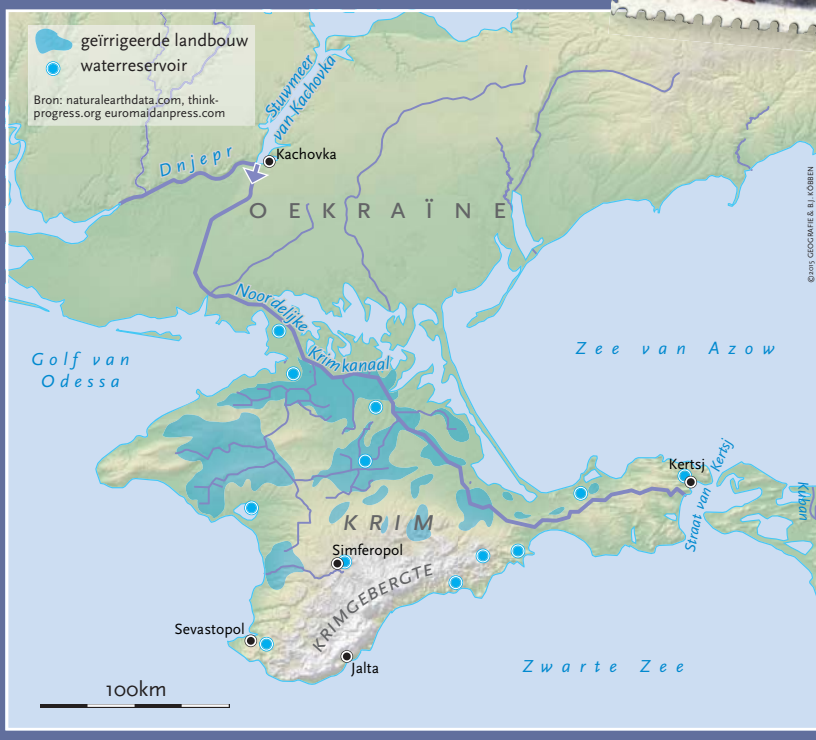 geïrrigeerde landbouw
waterreservoir
Bron: naturalearthdata.com, think-
progress.org euromaidanpress.com
Stuwmeer
van Kachovka
Dnjepr
Kachovka
OEKRAÏNE
©2015 GEOGRAFIE & B.J. KÖBBEN
Noordelijke
Krimkanaal
Golf van
Odessa
Zee van Azow
Kertsj
Straat van Kertsj
Kuban
KRIM
Simferopol
KRIMGEBERGTE
Sevastopol
Jalta
Zwarte Zee
100km